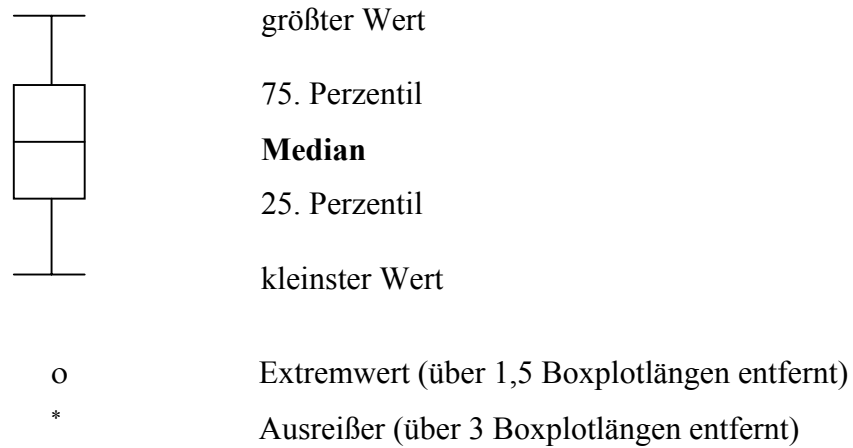 größter Wert
75. Perzentil
Median
25. Perzentil
kleinster Wert
o Extremwert (über 1,5 Boxplotlängen entfernt)
* Ausreißer (über 3 Boxplotlängen entfernt)